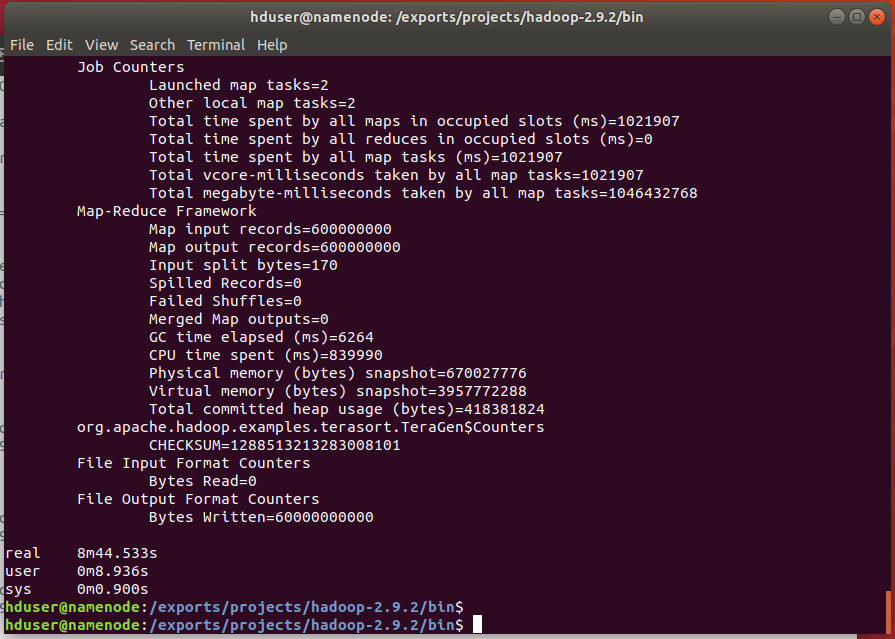 hduser@namenode: /exports/projects/hadoop-2.9.2/bin
File Edit View Search Terminal Help
Job Counters
Launched map tasks=2
Other local map tasks=2
Total time spent by all maps in occupied slots (ms)=1021907
Total time spent by all reduces in occupied slots (ms)=0
Total time spent by all map tasks (ms)=1021907
Total vcore-milliseconds taken by all map tasks=1021907
Total megabyte-milliseconds taken by all map tasks=1046432768
Map-Reduce Framework
Map input records=600000000
Map output records=600000000
Input split bytes=170
Spilled Records=0
Failed Shuffles=0
Merged Map outputs=0
GC time elapsed (ms)=6264
CPU time spent (ms)=839990
Physical memory (bytes) snapshot=670027776
Virtual memory (bytes) snapshot=3957772288
Total committed heap usage (bytes)=418381824
org.apache.hadoop.examples.terasort.TeraGen$Counters
CHECKSUM=1288513213283008101
File Input Format Counters
Bytes Read=0
File Output Format Counters
Bytes Written=60000000000
real 8m44.533s
user 0m8.936s
sys 0m0.900s
hduser@namenode:/exports/projects/hadoop-2.9.2/bin$
hduser@namenode:/exports/projects/hadoop-2.9.2/bin$